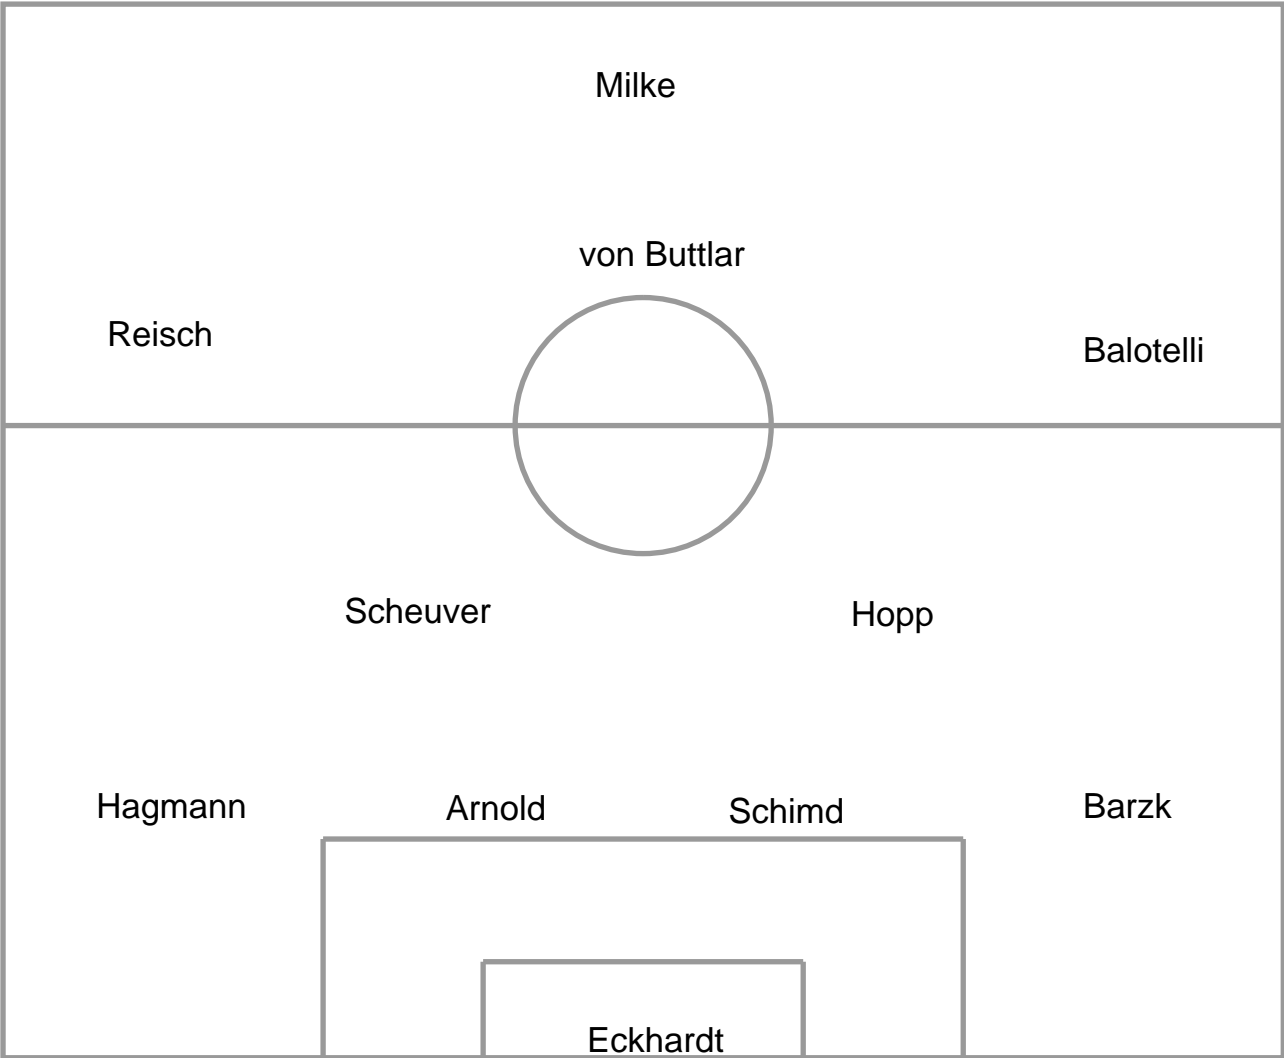 Milke
von Buttlar
Reisch
Balotelli
Scheuver
Hopp
Hagmann
Arnold
Schimd
Barzk
Eckhardt